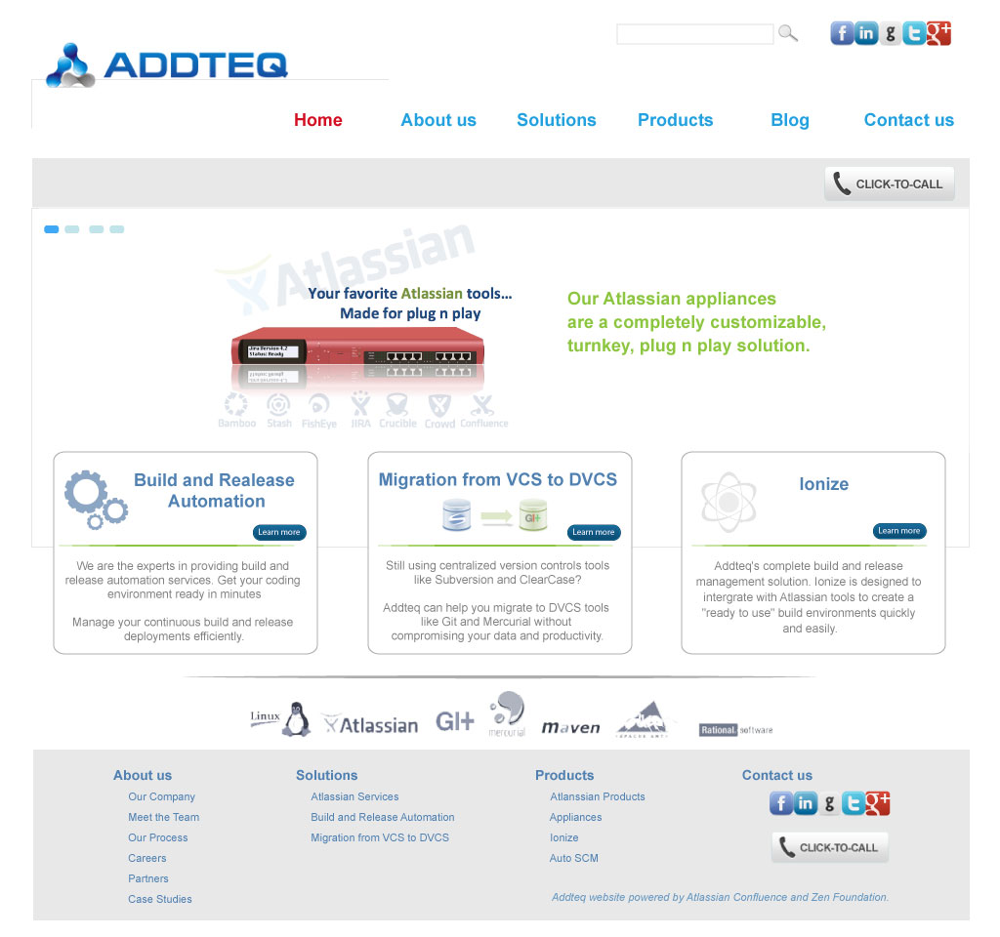 ADDTEQ
f in g t g+
Home About us Solutions Products Blog Contact us
CLICK-TO-CALL
Atlassian
Your favorite Atlassian tools...
Made for plug n play
Jira Version 4.2
Status: Ready
Bamboo Stash FishEye JIRA Crucible Crowd Confluence
Our Atlassian appliances
are a completely customizable,
turnkey, plug n play solution.
Build and Realease
Automation
Learn more
We are the experts in providing build and
release automation services. Get your coding
environment ready in minutes
Manage your continuous build and release
deployments efficiently.
Migration from VCS to DVCS
GIt
Learn more
Still using centralized version controls tools
like Subversion and ClearCase?
Addteq can help you migrate to DVCS tools
like Git and Mercurial without
compromising your data and productivity.
Ionize
Learn more
Addteq's complete build and release
management solution. Ionize is designed to
intergrate with Atlassian tools to create a
"ready to use" build environments quickly
and easily.
Linux Atlassian GIt mercurial maven Rational. software
About us
Our Company
Meet the Team
Our Process
Careers
Partners
Case Studies
Solutions
Atlassian Services
Build and Release Automation
Migration from VCS to DVCS
Products
Atlanssian Products
Appliances
Ionize
Auto SCM
Contact us
f in g t g+
CLICK-TO-CALL
Addteq website powered by Atlassian Confluence and Zen Foundation.